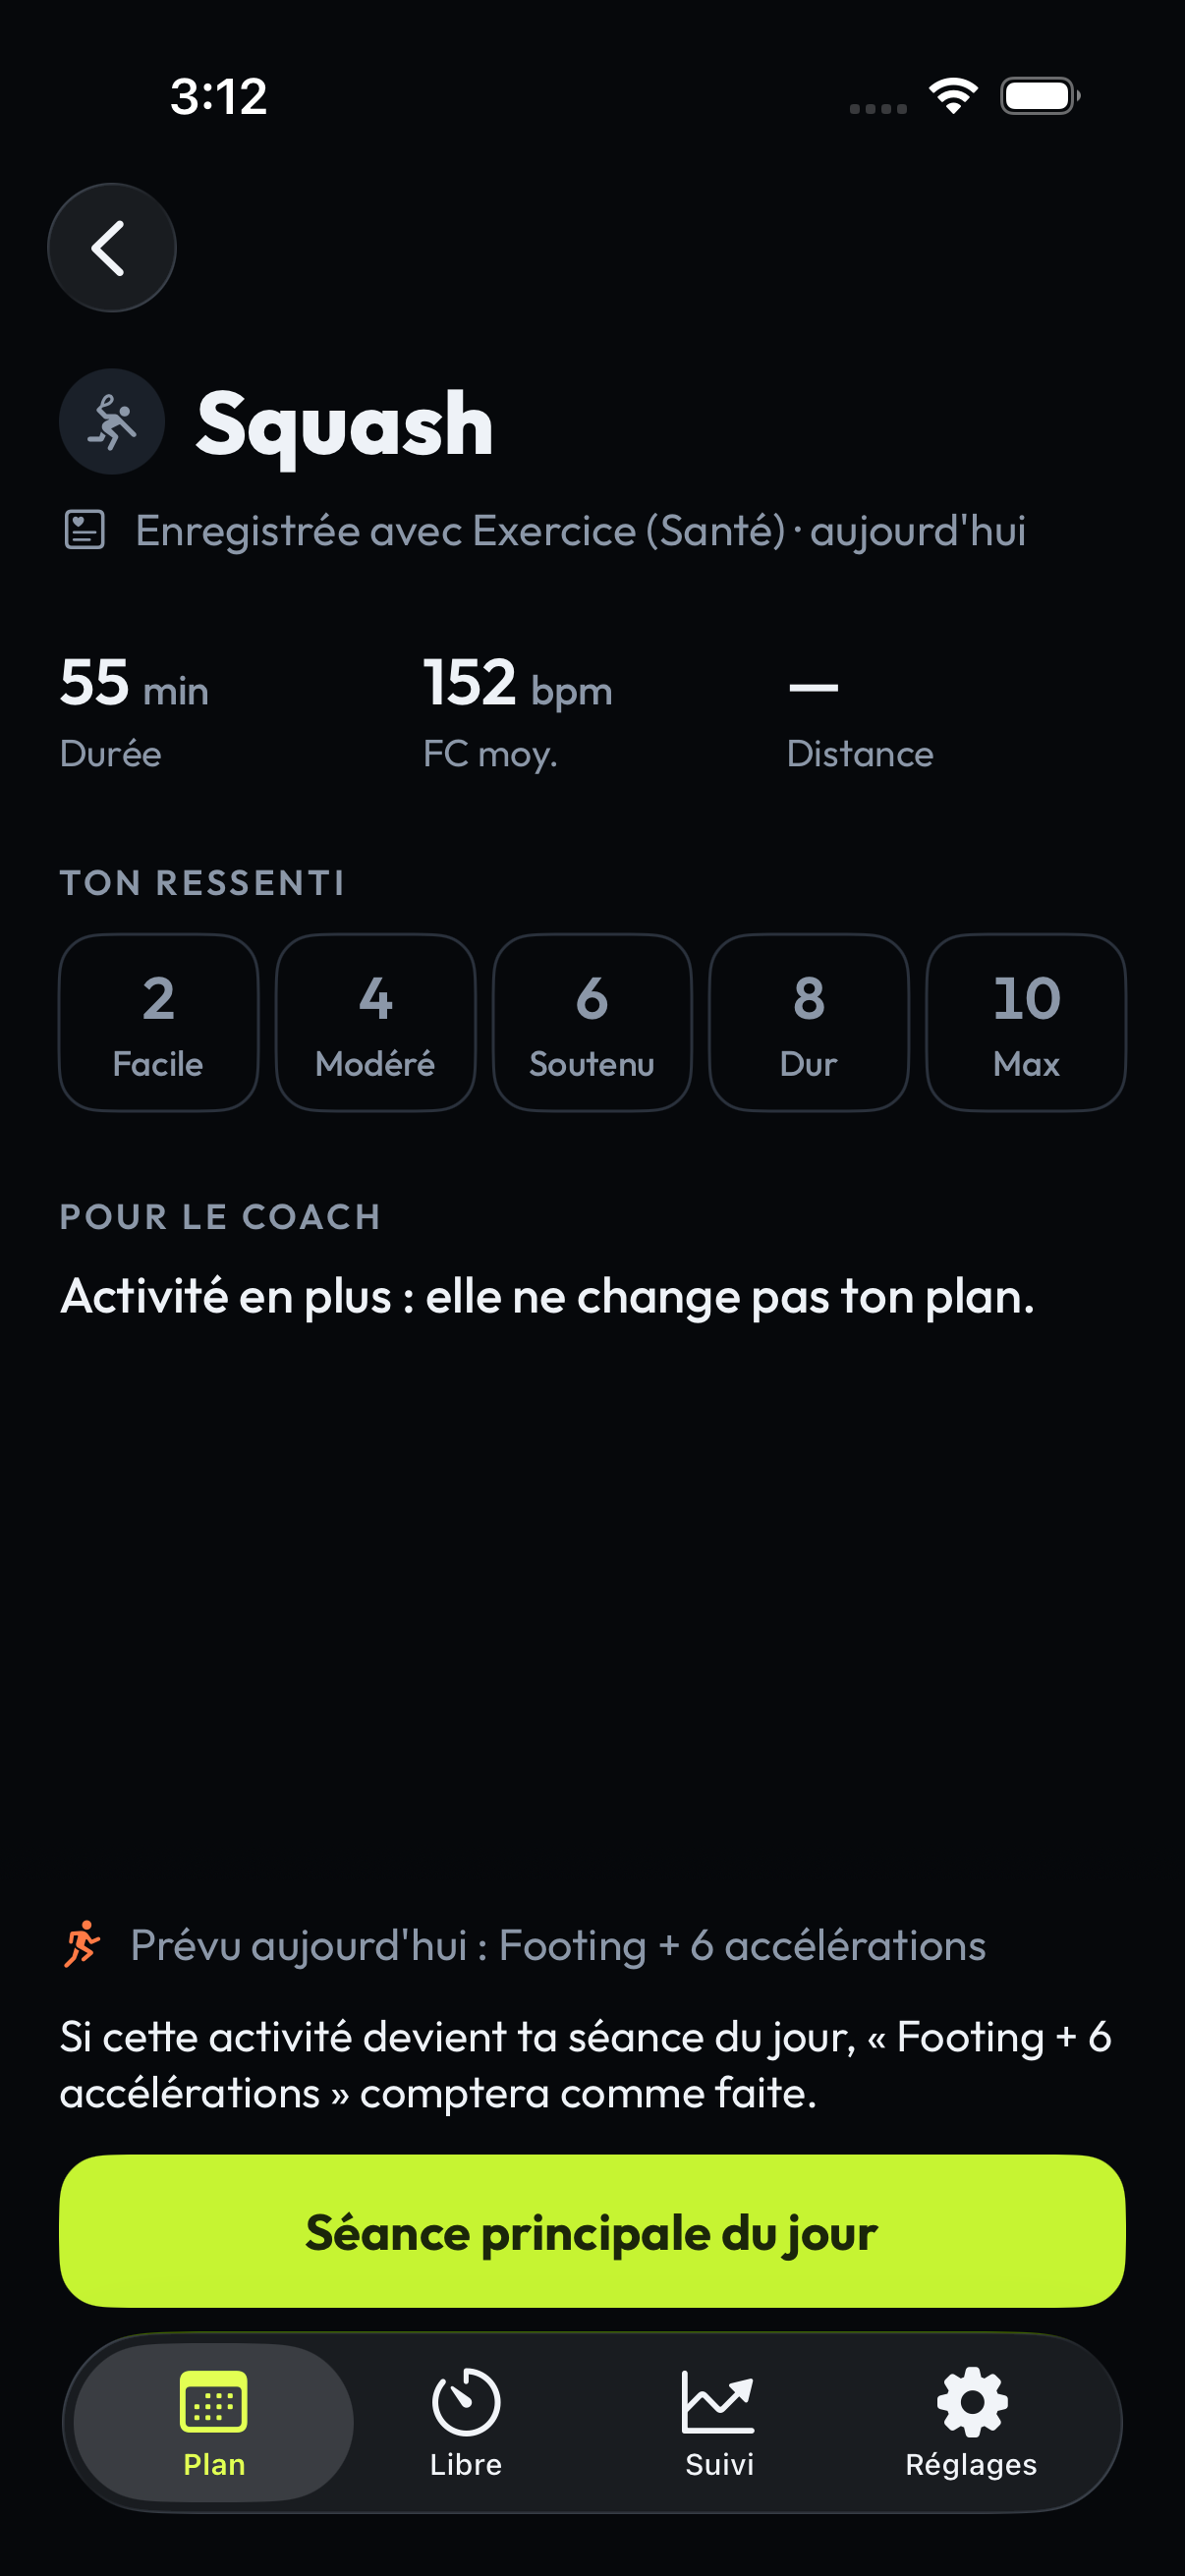 3:12
Squash
Enregistrée avec Exercice (Santé) · aujourd'hui
55 min
152 bpm
—
Durée
FC moy.
Distance
TON RESSENTI
2
4
6
8
10
Facile
Modéré
Soutenu
Dur
Max
POUR LE COACH
Activité en plus : elle ne change pas ton plan.
Prévu aujourd'hui : Footing + 6 accélérations
Si cette activité devient ta séance du jour, « Footing + 6
accélérations » comptera comme faite.
Séance principale du jour
Plan
Libre
Suivi
Réglages